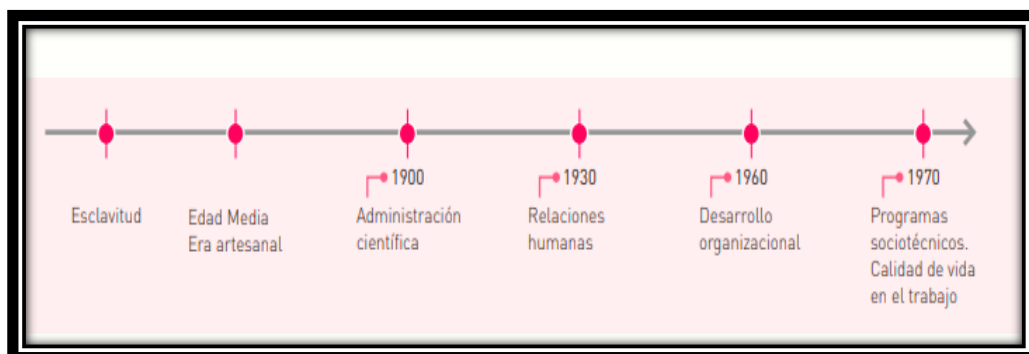 Esclavitud
Edad Media
Era artesanal
1900
Administración
científica
1930
Relaciones
humanas
1960
Desarrollo
organizacional
1970
Programas
sociotécnicos.
Calidad de vida
en el trabajo